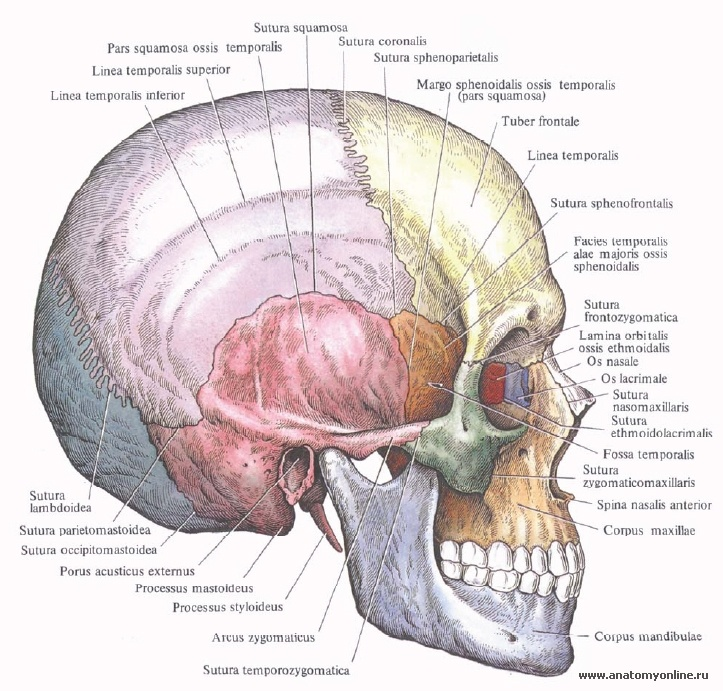 Sutura squamosa
Pars squamosa ossis temporalis
Sutura coronalis
Linea temporalis superior
Sutura sphenoparietalis
Linea temporalis inferior
Margo sphenoidalis ossis temporalis
(pars squamosa)
Tuber frontale
Linea temporalis
Sutura sphenofrontalis
Facies temporalis
alae majoris ossis
sphenoidalis
Sutura
frontozygomatica
Lamina orbitalis
ossis ethmoidalis
Os nasale
Os lacrimale
Sutura
nasomaxillaris
Sutura
ethmoidolacrimalis
Fossa temporalis
Sutura
zygomaticomaxillaris
Spina nasalis anterior
Corpus maxillae
Sutura
lambdoidea
Sutura parietomastoidea
Sutura occipitomastoidea
Porus acusticus externus
Processus mastoideus
Processus styloideus
Arcus zygomaticus
Sutura temporozygomatica
Corpus mandibulae
www.anatomyonline.ru